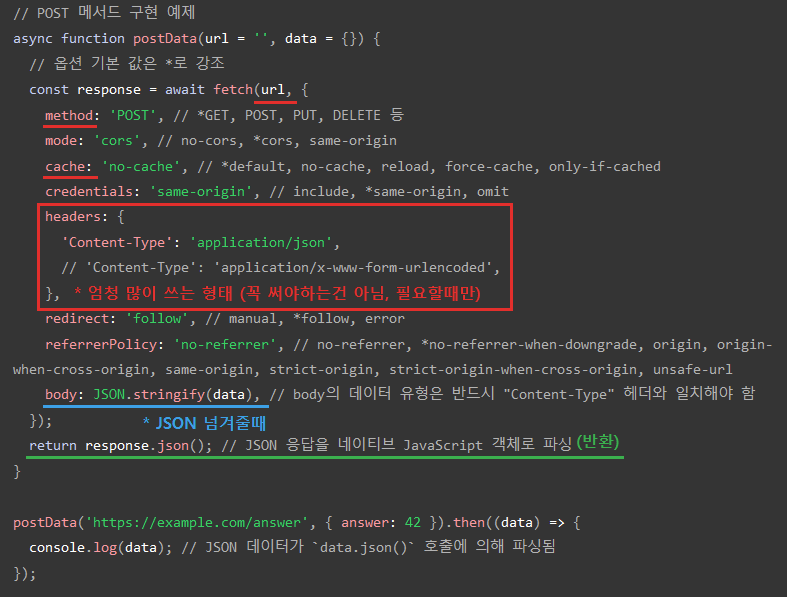 // POST 메서드 구현 예제
async function postData(url = '', data = {}) {
// 옵션 기본 값은 *로 강조
const response = await fetch(url, {
method: 'POST', // *GET, POST, PUT, DELETE 등
mode: 'cors', // no-cors, *cors, same-origin
cache: 'no-cache', // *default, no-cache, reload, force-cache, only-if-cached
credentials: 'same-origin', // include, *same-origin, omit
headers: {
'Content-Type': 'application/json',
// 'Content-Type': 'application/x-www-form-urlencoded',
}, * 엄청 많이 쓰는 형태 (꼭 써야하는건 아님, 필요할때만)
redirect: 'follow', // manual, *follow, error
referrerPolicy: 'no-referrer', // no-referrer, *no-referrer-when-downgrade, origin, origin-
when-cross-origin, same-origin, strict-origin, strict-origin-when-cross-origin, unsafe-url
body: JSON.stringify(data), // body의 데이터 유형은 반드시 "Content-Type" 헤더와 일치해야 함
}); * JSON 넘겨줄때
return response.json(); // JSON 응답을 네이티브 JavaScript 객체로 파싱 (반환)
}
postData('https://example.com/answer', { answer: 42 }).then((data) => {
console.log(data); // JSON 데이터가 `data.json()` 호출에 의해 파싱됨
});